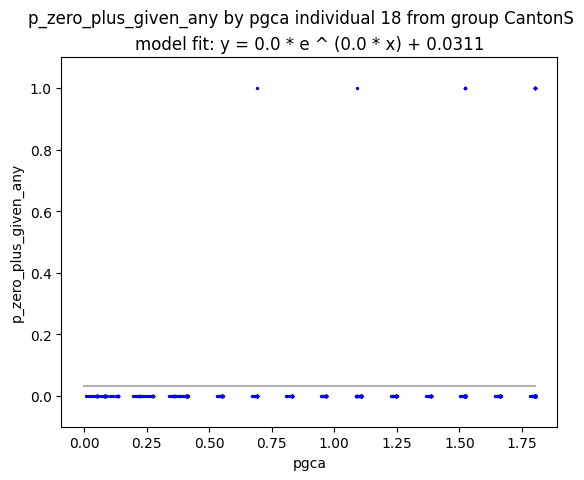 p_zero_plus_given_any by pgca individual 18 from group CantonS
model fit: y = 0.0 * e ^ (0.0 * x) + 0.0311
1.0
0.8
0.6
0.4
0.2
0.0
p_zero_plus_given_any
0.00 0.25 0.50 0.75 1.00 1.25 1.50 1.75
pgca